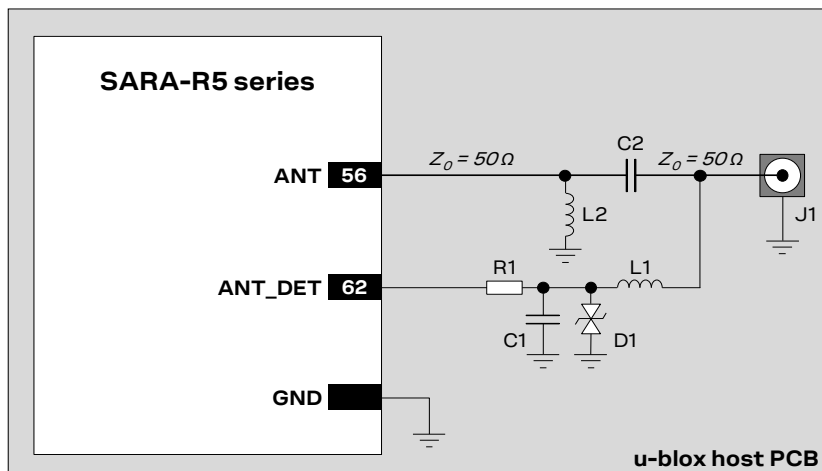 SARA-R5 series
ANT 56
Z0 = 50 Ω
C2
Z0 = 50 Ω
J1
L2
ANT_DET 62
R1
L1
C1
D1
GND
u-blox host PCB